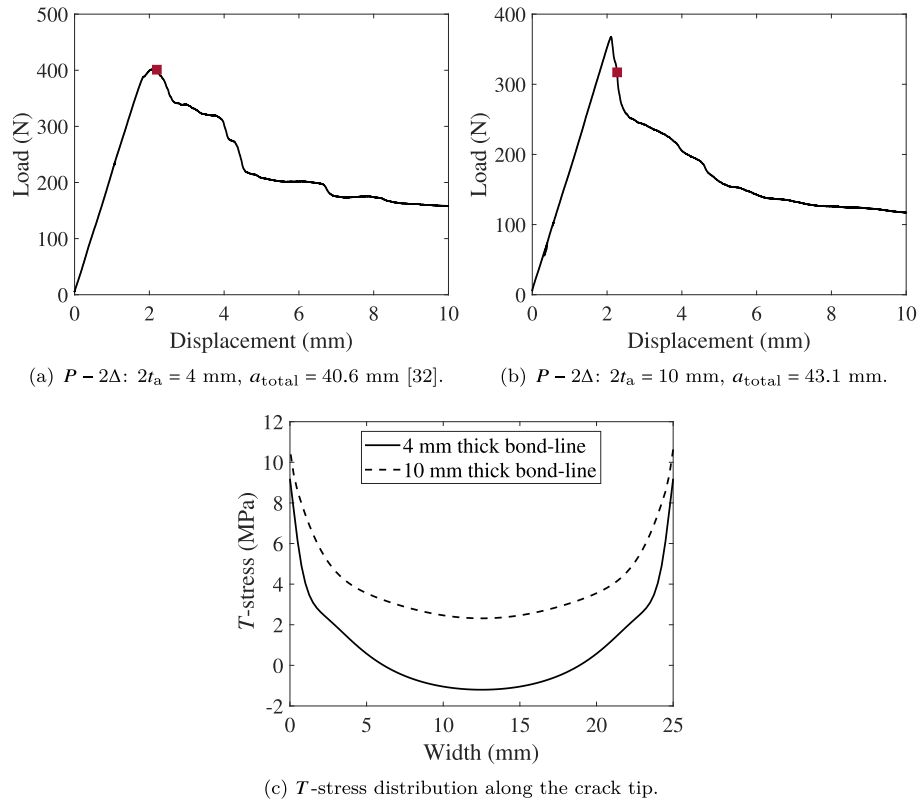 500
400
300
200
100
0
Load (N)
0 2 4 6 8 10
Displacement (mm)
(a) P − 2Δ: 2tₐ = 4 mm, a_total = 40.6 mm [32].
400
300
200
100
0
Load (N)
0 2 4 6 8 10
Displacement (mm)
(b) P − 2Δ: 2tₐ = 10 mm, a_total = 43.1 mm.
12
10
8
6
4
2
0
-2
T-stress (MPa)
4 mm thick bond-line
10 mm thick bond-line
0 5 10 15 20 25
Width (mm)
(c) T-stress distribution along the crack tip.